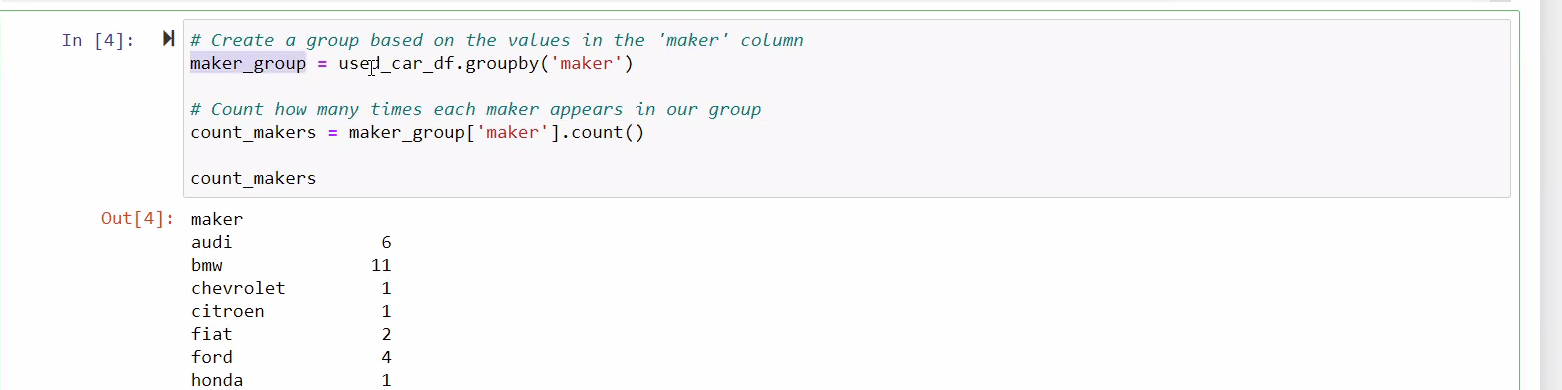 In [4]:
# Create a group based on the values in the 'maker' column
maker_group = used_car_df.groupby('maker')
# Count how many times each maker appears in our group
count_makers = maker_group['maker'].count()
count_makers
Out[4]: maker
audi 6
bmw 11
chevrolet 1
citroen 1
fiat 2
ford 4
honda 1